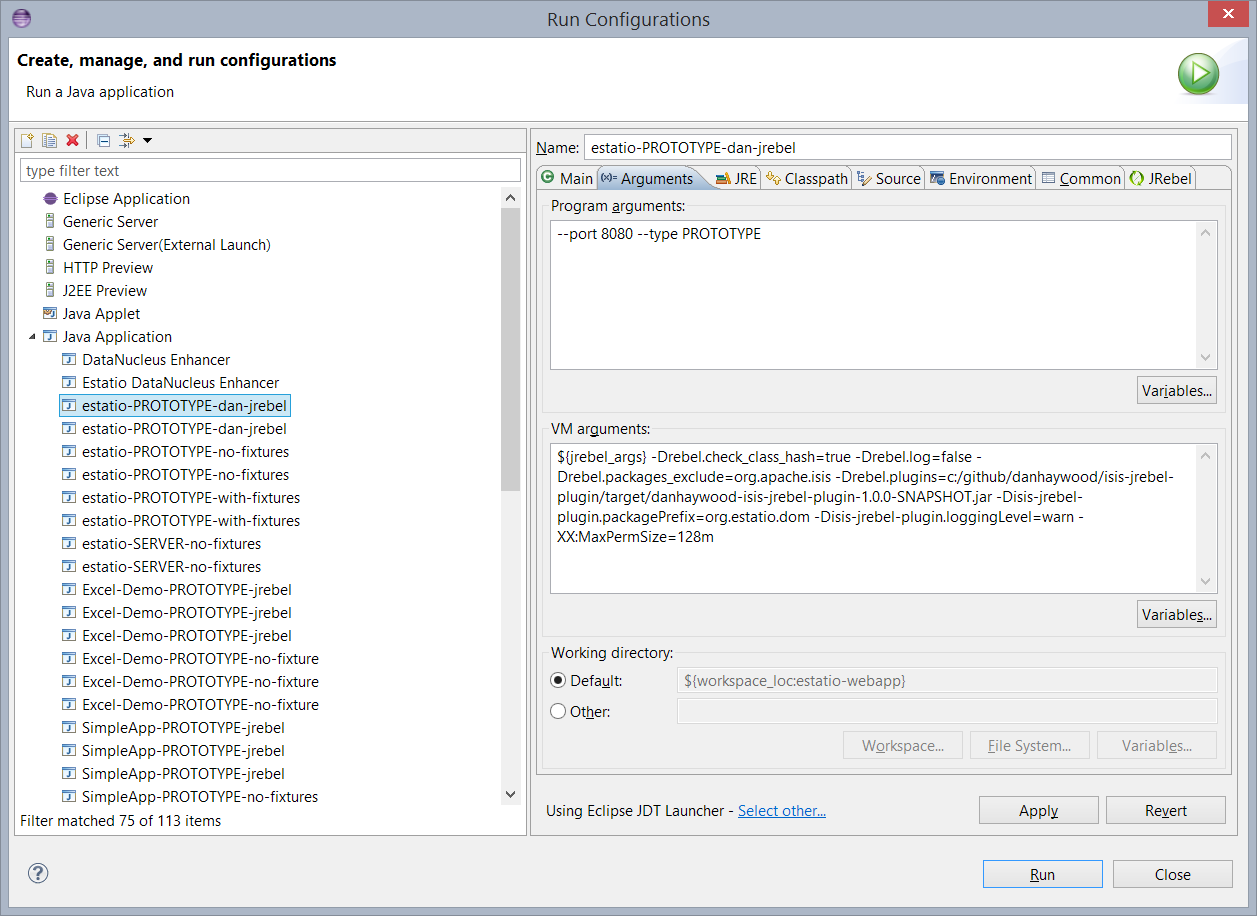 Run Configurations
Create, manage, and run configurations
Run a Java application
type filter text
Eclipse Application
Generic Server
Generic Server(External Launch)
HTTP Preview
J2EE Preview
Java Applet
Java Application
DataNucleus Enhancer
Estatio DataNucleus Enhancer
estatio-PROTOTYPE-dan-jrebel
estatio-PROTOTYPE-dan-jrebel
estatio-PROTOTYPE-no-fixtures
estatio-PROTOTYPE-no-fixtures
estatio-PROTOTYPE-with-fixtures
estatio-PROTOTYPE-with-fixtures
estatio-SERVER-no-fixtures
estatio-SERVER-no-fixtures
Excel-Demo-PROTOTYPE-jrebel
Excel-Demo-PROTOTYPE-jrebel
Excel-Demo-PROTOTYPE-jrebel
Excel-Demo-PROTOTYPE-no-fixture
Excel-Demo-PROTOTYPE-no-fixture
Excel-Demo-PROTOTYPE-no-fixture
SimpleApp-PROTOTYPE-jrebel
SimpleApp-PROTOTYPE-jrebel
SimpleApp-PROTOTYPE-jrebel
SimpleApp-PROTOTYPE-no-fixtures
Filter matched 75 of 113 items
Name: estatio-PROTOTYPE-dan-jrebel
Main (x)= Arguments JRE Classpath Source Environment Common JRebel
Program arguments:
--port 8080 --type PROTOTYPE
Variables...
VM arguments:
${jrebel_args} -Drebel.check_class_hash=true -Drebel.log=false -
Drebel.packages_exclude=org.apache.isis -Drebel.plugins=c:/github/danhaywood/isis-jrebel-
plugin/target/danhaywood-isis-jrebel-plugin-1.0.0-SNAPSHOT.jar -Disis-jrebel-
plugin.packagePrefix=org.estatio.dom -Disis-jrebel-plugin.loggingLevel=warn -
XX:MaxPermSize=128m
Variables...
Working directory:
Default: ${workspace_loc:estatio-webapp}
Other:
Workspace... File System... Variables...
Using Eclipse JDT Launcher - Select other... Apply Revert
? Run Close